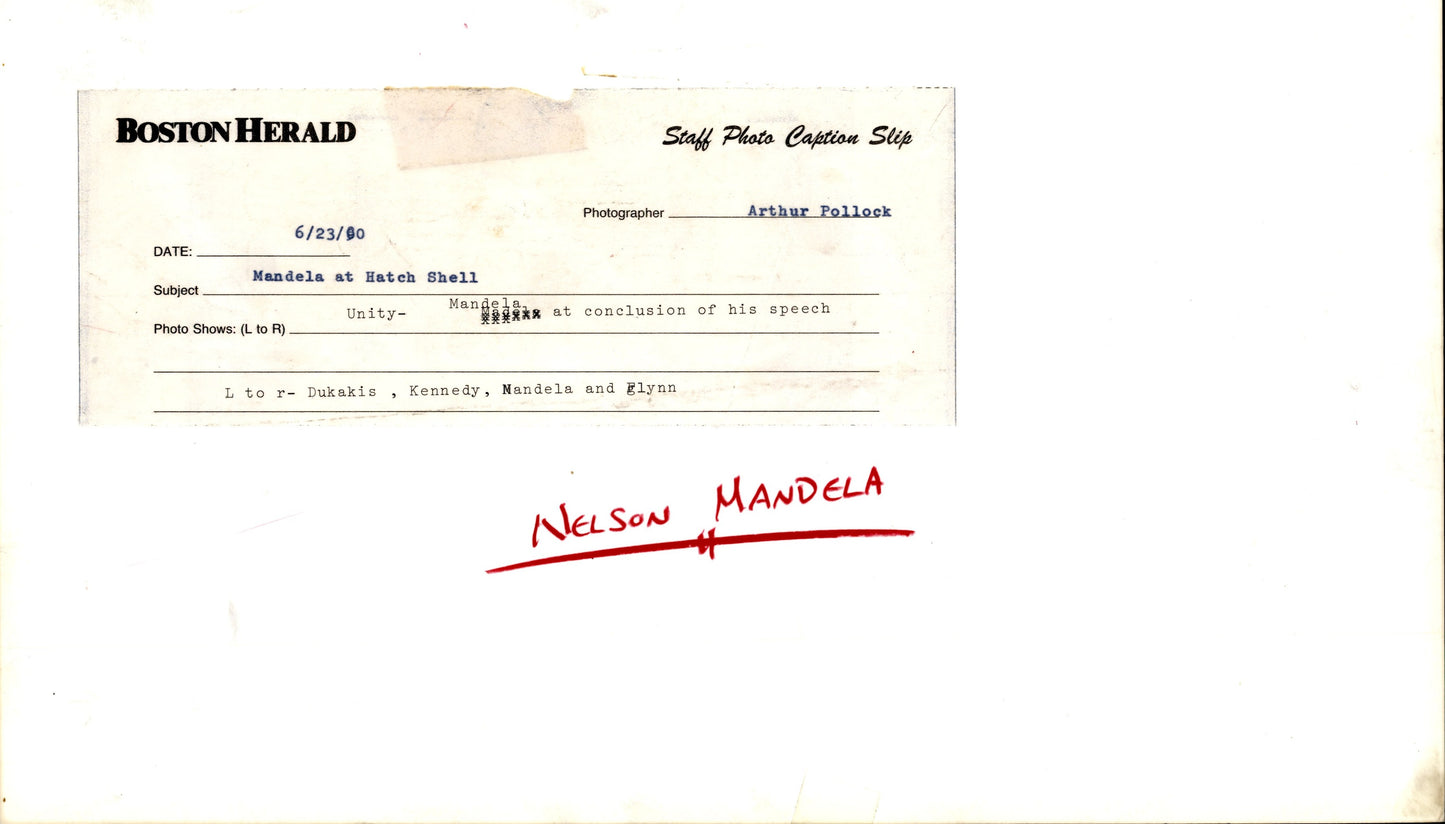 BOSTON HERALD
Staff Photo Caption Slip
Photographer Arthur Pollock
DATE: 6/23/90
Subject Mandela at Hatch Shell
Mandela
Photo Shows: (L to R) Unity- at conclusion of his speech
L to r- Dukakis , Kennedy, Mandela and Flynn
NELSON MANDELA